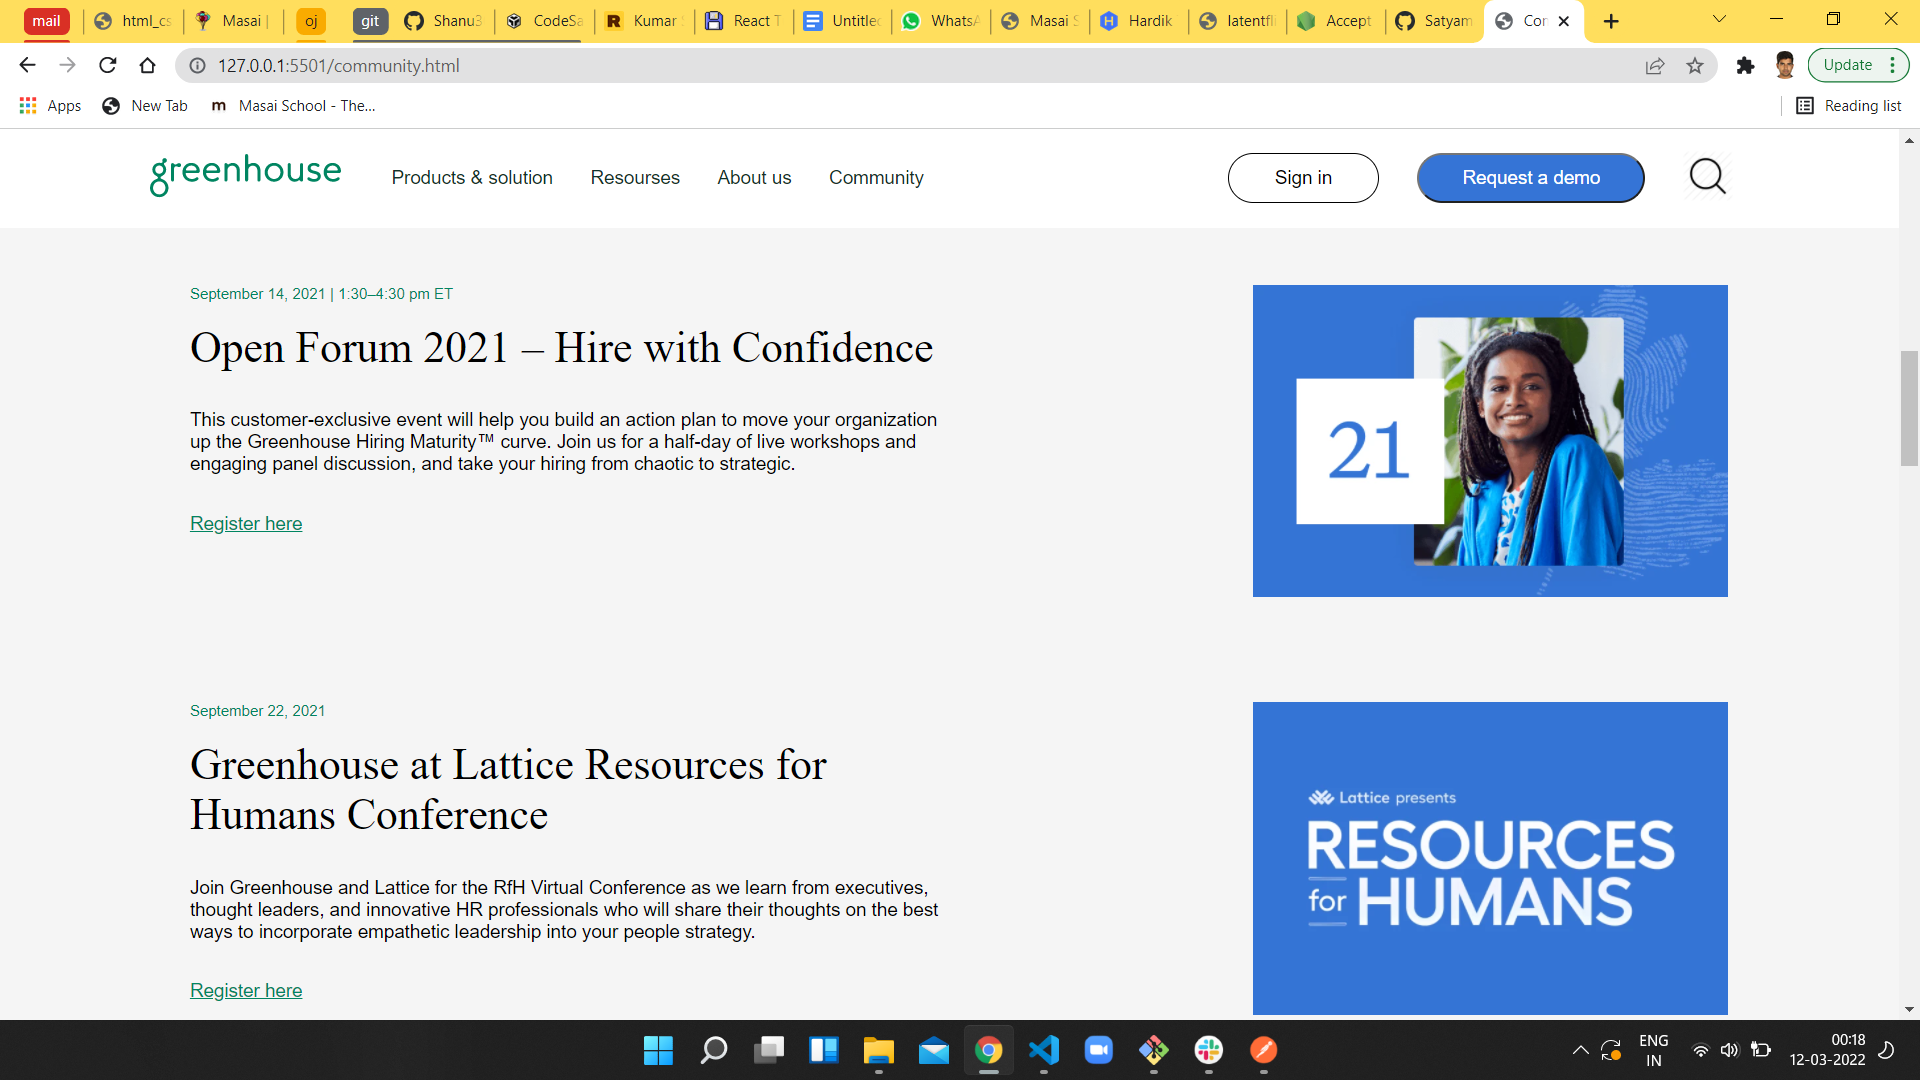 mail
html_cs
Masai |
oj
git
Shanu3
CodeSa
Kumar
React T
Untitled
WhatsA
Masai S
Hardik
latentfli
Accept
Satyam
Con
127.0.0.1:5501/community.html
Update
Apps
New Tab
m Masai School - The...
Reading list
greenhouse
Products & solution
Resourses
About us
Community
Sign in
Request a demo
September 14, 2021 | 1:30–4:30 pm ET
Open Forum 2021 – Hire with Confidence
This customer-exclusive event will help you build an action plan to move your organization
up the Greenhouse Hiring Maturity™ curve. Join us for a half-day of live workshops and
engaging panel discussion, and take your hiring from chaotic to strategic.
Register here
21
September 22, 2021
Greenhouse at Lattice Resources for
Humans Conference
Join Greenhouse and Lattice for the RfH Virtual Conference as we learn from executives,
thought leaders, and innovative HR professionals who will share their thoughts on the best
ways to incorporate empathetic leadership into your people strategy.
Register here
Lattice presents
RESOURCES
for HUMANS
ENG
IN
00:18
12-03-2022